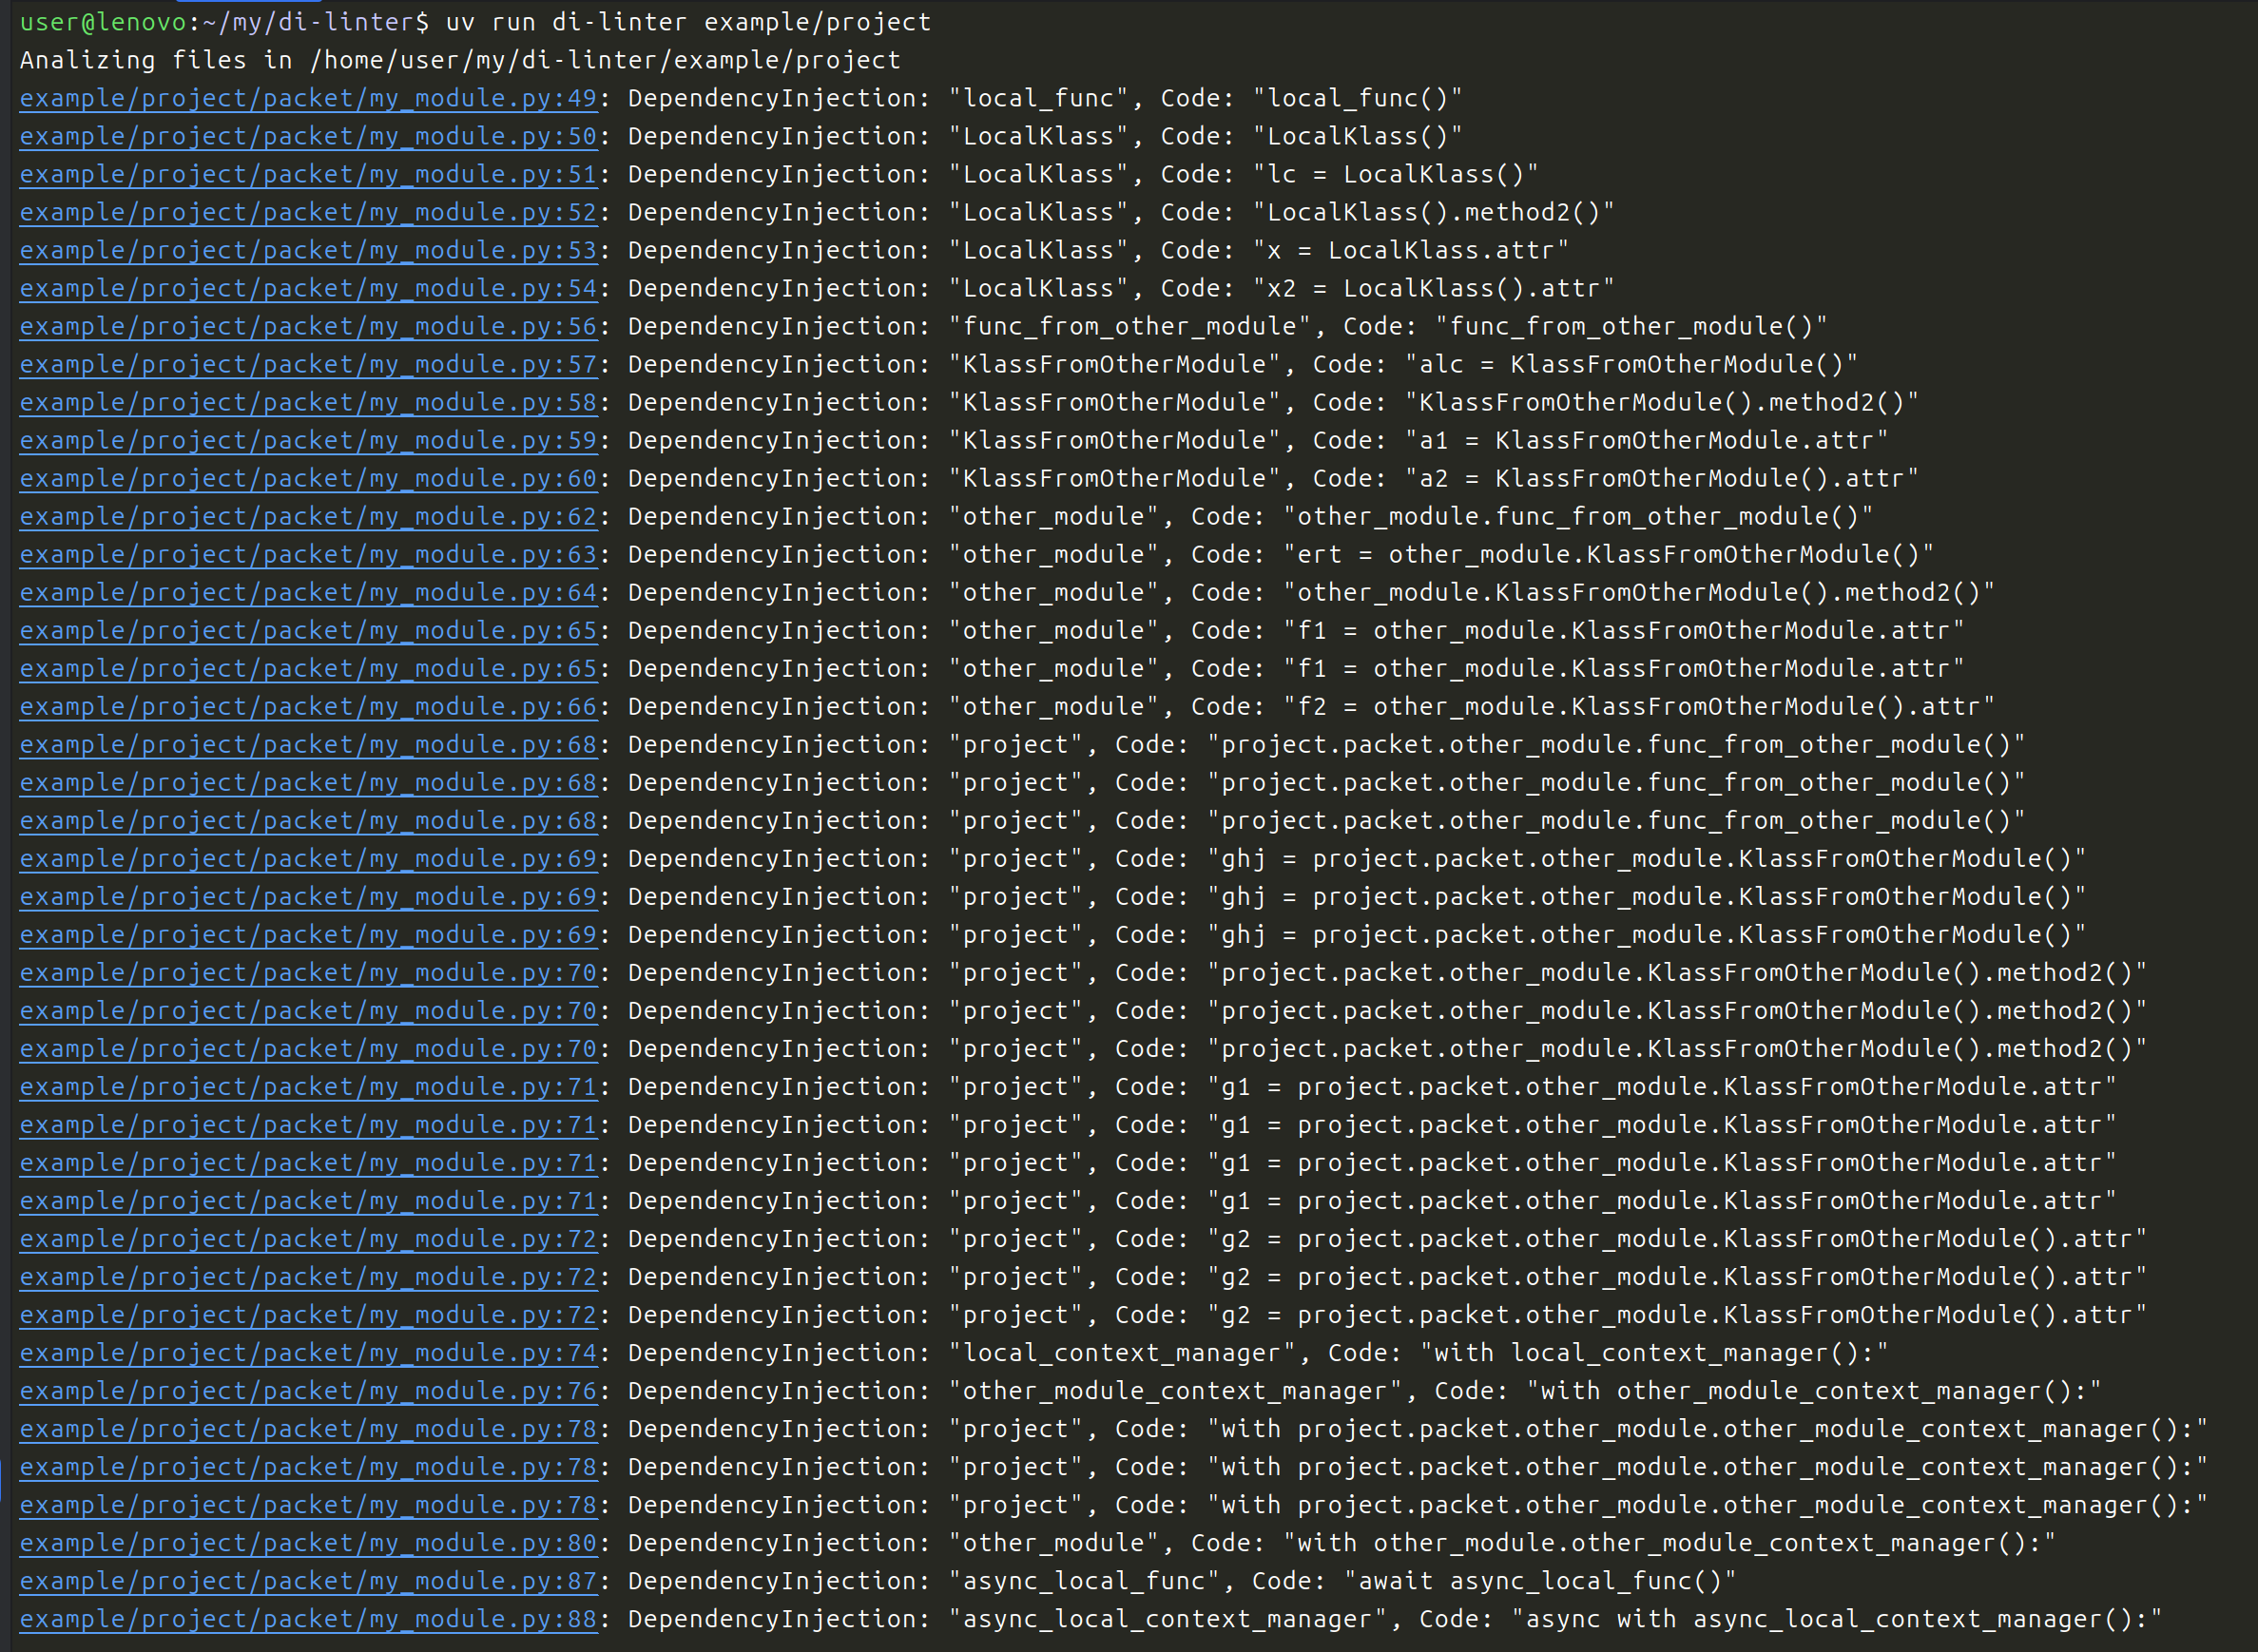 user@lenovo:~/my/di-linter$ uv run di-linter example/project
Analizing files in /home/user/my/di-linter/example/project
example/project/packet/my_module.py:49: DependencyInjection: "local_func", Code: "local_func()"
example/project/packet/my_module.py:50: DependencyInjection: "LocalKlass", Code: "LocalKlass()"
example/project/packet/my_module.py:51: DependencyInjection: "LocalKlass", Code: "lc = LocalKlass()"
example/project/packet/my_module.py:52: DependencyInjection: "LocalKlass", Code: "LocalKlass().method2()"
example/project/packet/my_module.py:53: DependencyInjection: "LocalKlass", Code: "x = LocalKlass.attr"
example/project/packet/my_module.py:54: DependencyInjection: "LocalKlass", Code: "x2 = LocalKlass().attr"
example/project/packet/my_module.py:56: DependencyInjection: "func_from_other_module", Code: "func_from_other_module()"
example/project/packet/my_module.py:57: DependencyInjection: "KlassFromOtherModule", Code: "alc = KlassFromOtherModule()"
example/project/packet/my_module.py:58: DependencyInjection: "KlassFromOtherModule", Code: "KlassFromOtherModule().method2()"
example/project/packet/my_module.py:59: DependencyInjection: "KlassFromOtherModule", Code: "a1 = KlassFromOtherModule.attr"
example/project/packet/my_module.py:60: DependencyInjection: "KlassFromOtherModule", Code: "a2 = KlassFromOtherModule().attr"
example/project/packet/my_module.py:62: DependencyInjection: "other_module", Code: "other_module.func_from_other_module()"
example/project/packet/my_module.py:63: DependencyInjection: "other_module", Code: "ert = other_module.KlassFromOtherModule()"
example/project/packet/my_module.py:64: DependencyInjection: "other_module", Code: "other_module.KlassFromOtherModule().method2()"
example/project/packet/my_module.py:65: DependencyInjection: "other_module", Code: "f1 = other_module.KlassFromOtherModule.attr"
example/project/packet/my_module.py:65: DependencyInjection: "other_module", Code: "f1 = other_module.KlassFromOtherModule.attr"
example/project/packet/my_module.py:66: DependencyInjection: "other_module", Code: "f2 = other_module.KlassFromOtherModule().attr"
example/project/packet/my_module.py:68: DependencyInjection: "project", Code: "project.packet.other_module.func_from_other_module()"
example/project/packet/my_module.py:68: DependencyInjection: "project", Code: "project.packet.other_module.func_from_other_module()"
example/project/packet/my_module.py:68: DependencyInjection: "project", Code: "project.packet.other_module.func_from_other_module()"
example/project/packet/my_module.py:69: DependencyInjection: "project", Code: "ghj = project.packet.other_module.KlassFromOtherModule()"
example/project/packet/my_module.py:69: DependencyInjection: "project", Code: "ghj = project.packet.other_module.KlassFromOtherModule()"
example/project/packet/my_module.py:69: DependencyInjection: "project", Code: "ghj = project.packet.other_module.KlassFromOtherModule()"
example/project/packet/my_module.py:70: DependencyInjection: "project", Code: "project.packet.other_module.KlassFromOtherModule().method2()"
example/project/packet/my_module.py:70: DependencyInjection: "project", Code: "project.packet.other_module.KlassFromOtherModule().method2()"
example/project/packet/my_module.py:70: DependencyInjection: "project", Code: "project.packet.other_module.KlassFromOtherModule().method2()"
example/project/packet/my_module.py:71: DependencyInjection: "project", Code: "g1 = project.packet.other_module.KlassFromOtherModule.attr"
example/project/packet/my_module.py:71: DependencyInjection: "project", Code: "g1 = project.packet.other_module.KlassFromOtherModule.attr"
example/project/packet/my_module.py:71: DependencyInjection: "project", Code: "g1 = project.packet.other_module.KlassFromOtherModule.attr"
example/project/packet/my_module.py:71: DependencyInjection: "project", Code: "g1 = project.packet.other_module.KlassFromOtherModule.attr"
example/project/packet/my_module.py:72: DependencyInjection: "project", Code: "g2 = project.packet.other_module.KlassFromOtherModule().attr"
example/project/packet/my_module.py:72: DependencyInjection: "project", Code: "g2 = project.packet.other_module.KlassFromOtherModule().attr"
example/project/packet/my_module.py:72: DependencyInjection: "project", Code: "g2 = project.packet.other_module.KlassFromOtherModule().attr"
example/project/packet/my_module.py:74: DependencyInjection: "local_context_manager", Code: "with local_context_manager():"
example/project/packet/my_module.py:76: DependencyInjection: "other_module_context_manager", Code: "with other_module_context_manager():"
example/project/packet/my_module.py:78: DependencyInjection: "project", Code: "with project.packet.other_module.other_module_context_manager():"
example/project/packet/my_module.py:78: DependencyInjection: "project", Code: "with project.packet.other_module.other_module_context_manager():"
example/project/packet/my_module.py:78: DependencyInjection: "project", Code: "with project.packet.other_module.other_module_context_manager():"
example/project/packet/my_module.py:80: DependencyInjection: "other_module", Code: "with other_module.other_module_context_manager():"
example/project/packet/my_module.py:87: DependencyInjection: "async_local_func", Code: "await async_local_func()"
example/project/packet/my_module.py:88: DependencyInjection: "async_local_context_manager", Code: "async with async_local_context_manager():"